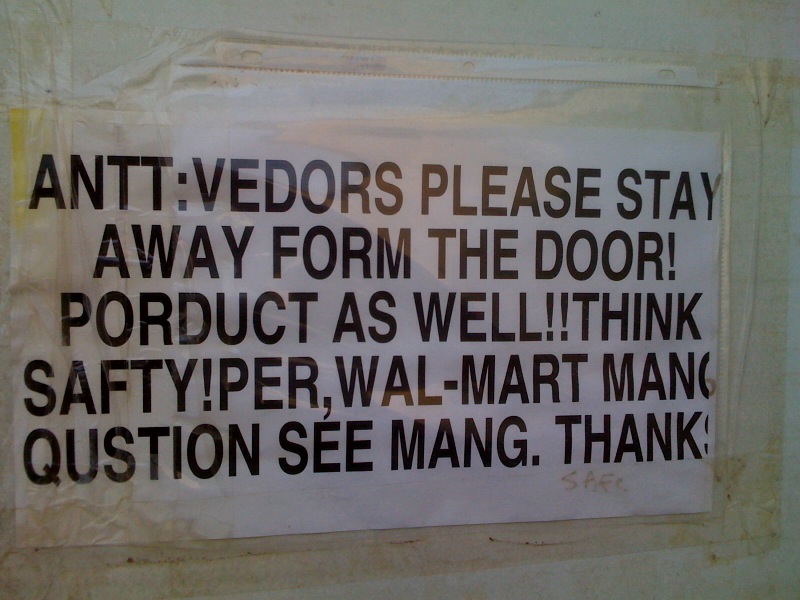 ANTT:VEDORS PLEASE STAY
AWAY FORM THE DOOR!
PORDUCT AS WELL!!THINK
SAFTY!PER,WAL-MART MANG
QUSTION SEE MANG. THANKS